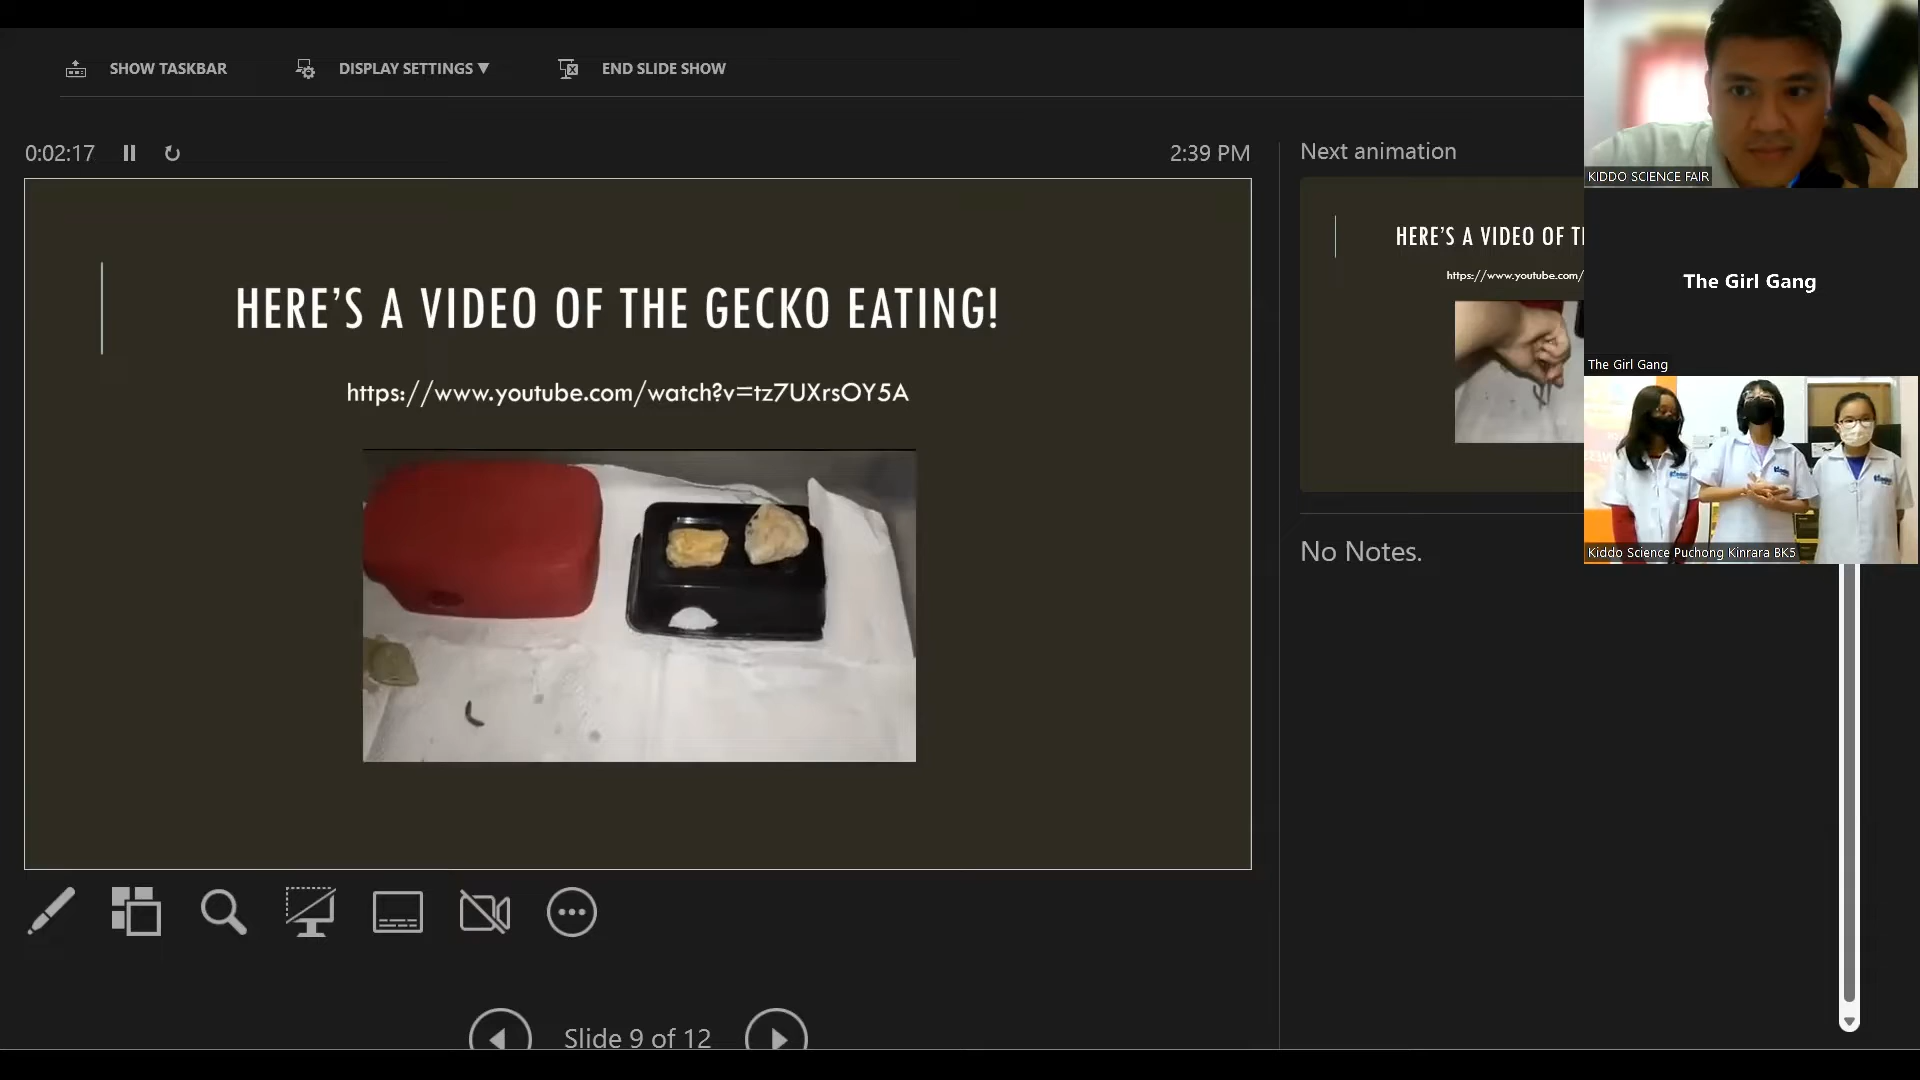 SHOW TASKBAR
DISPLAY SETTINGS ▼
END SLIDE SHOW
0:02:17
2:39 PM
HERE'S A VIDEO OF THE GECKO EATING!
https://www.youtube.com/watch?v=tz7UXrsOY5A
Slide 9 of 12
Next animation
HERE'S A VIDEO OF
https://www.youtube.com/
No Notes.
KIDDO SCIENCE FAIR
The Girl Gang
The Girl Gang
Kiddo Science Puchong Kinrara BK5